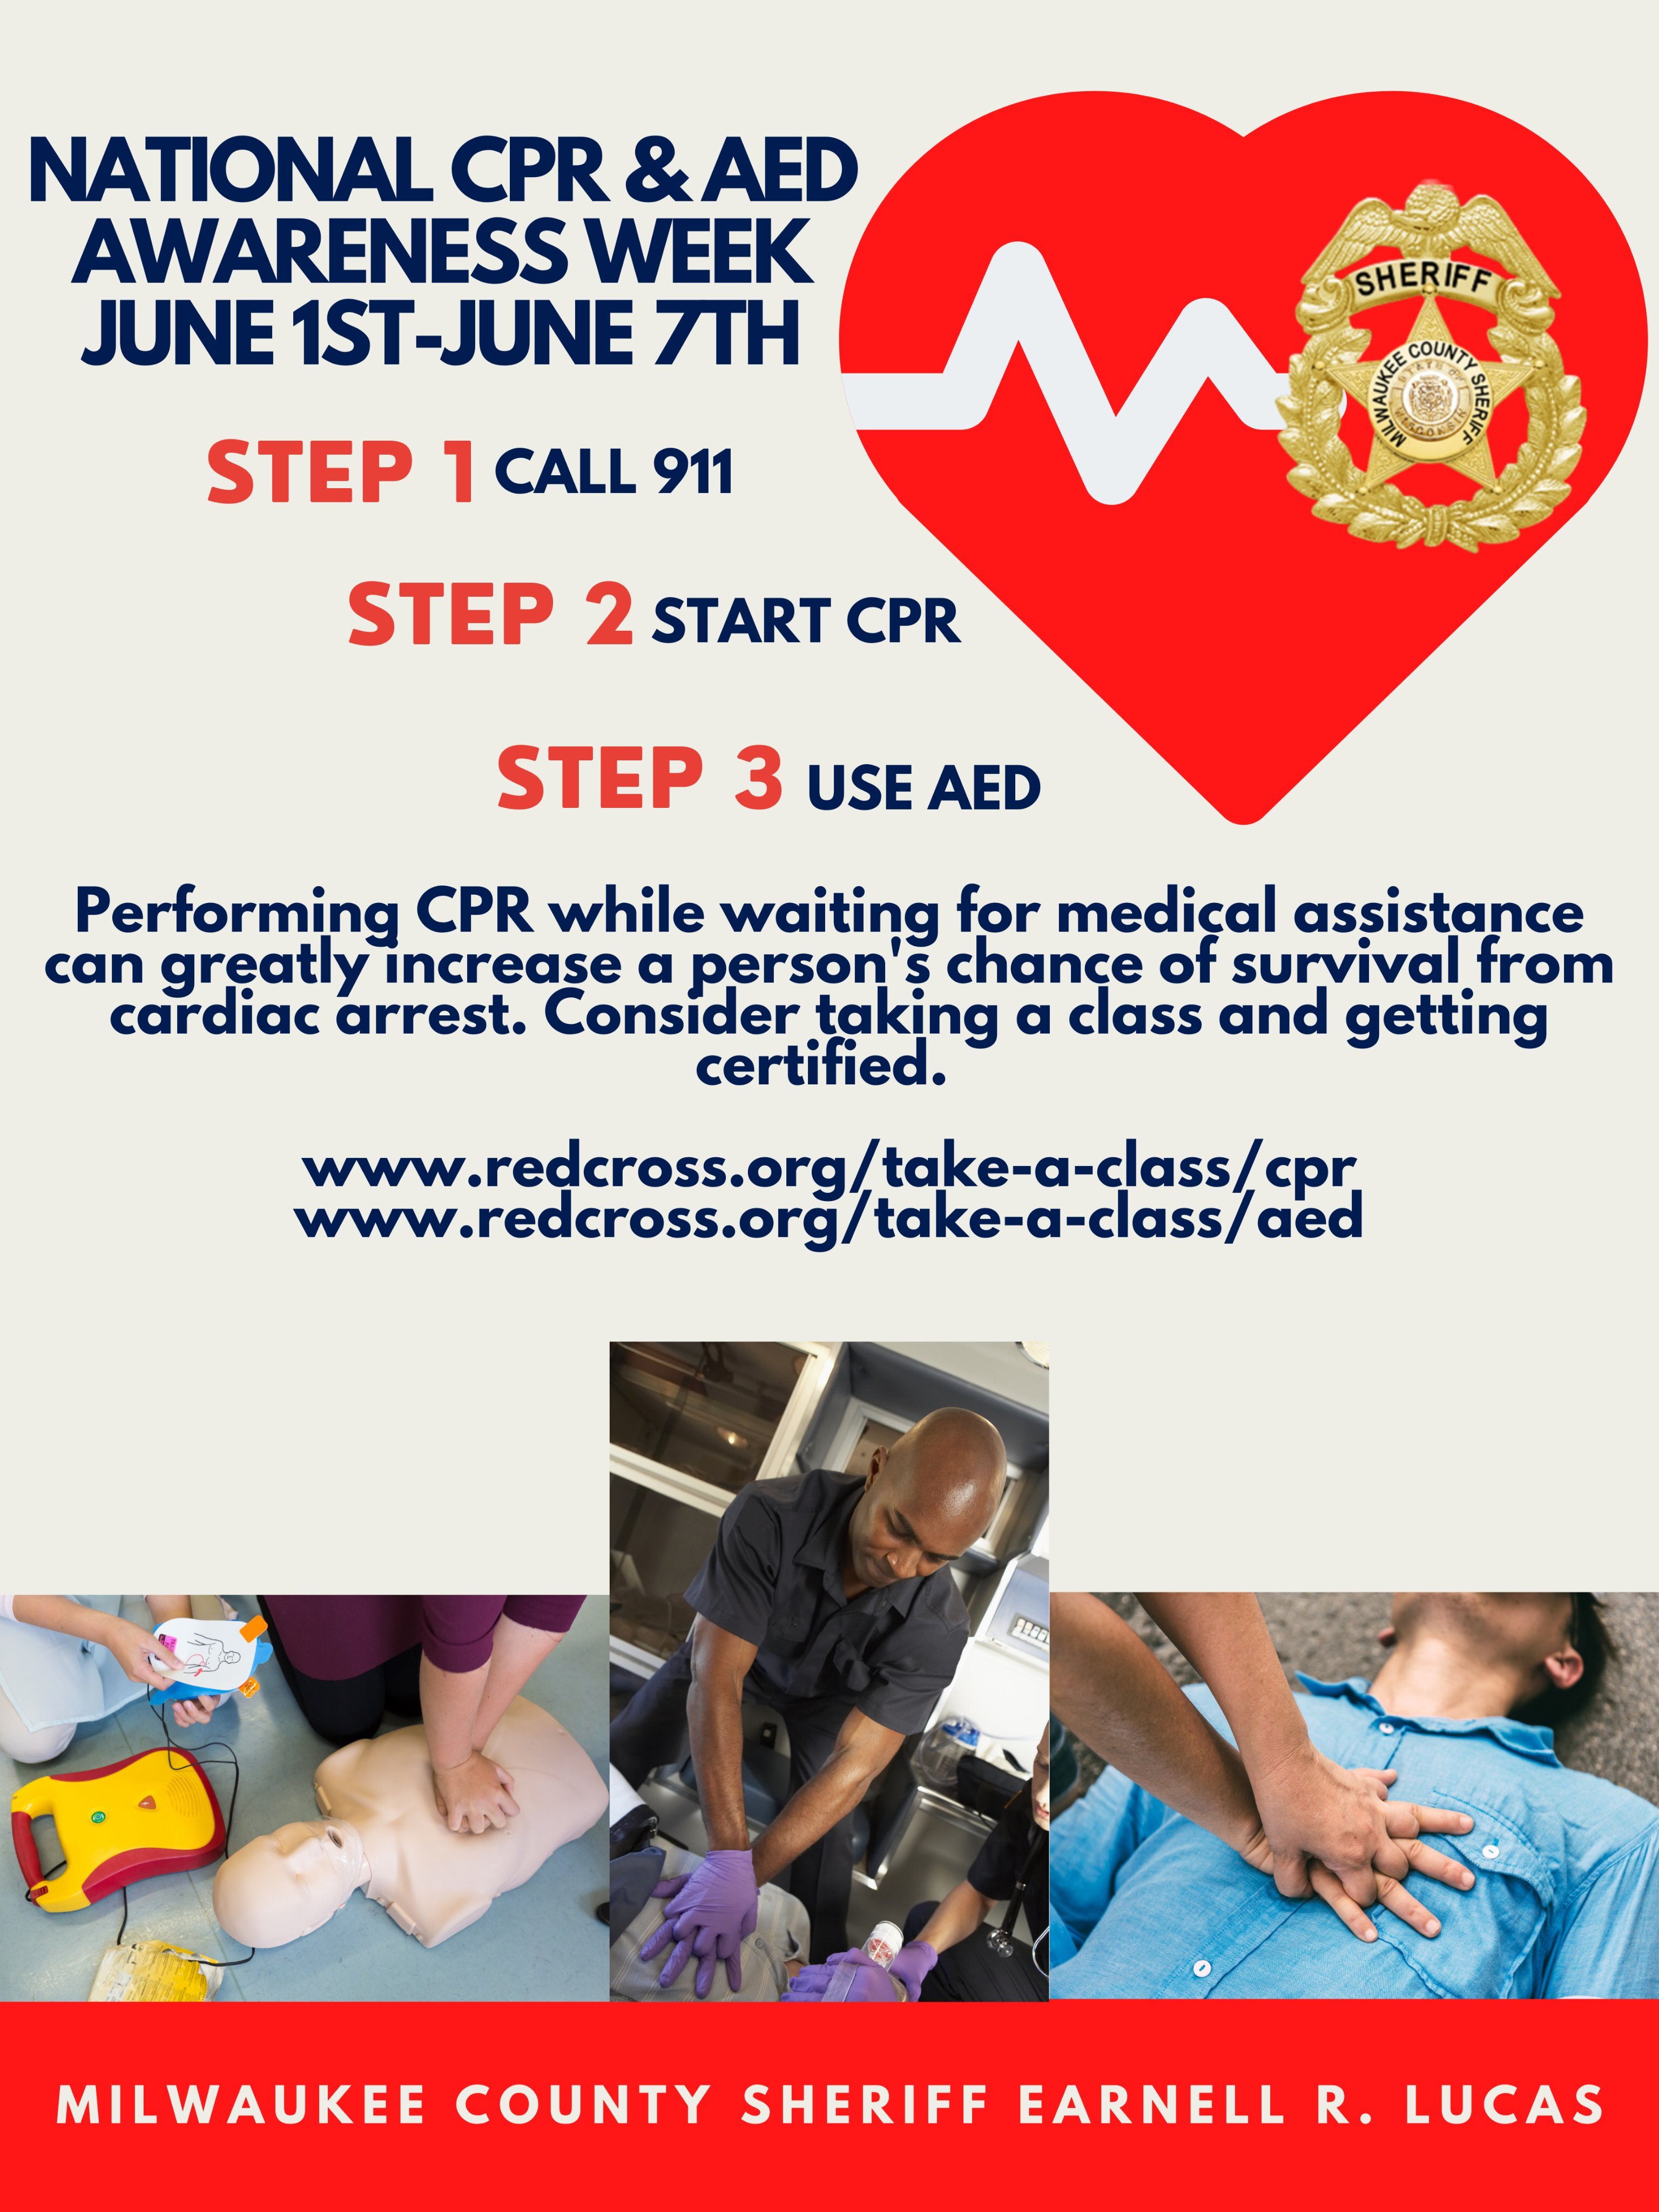 NATIONAL CPR & AED
AWARENESS WEEK
JUNE 1ST-JUNE 7TH
SHERIFF
MILWAUKEE COUNTY SHERIFF
STATE OF
WISCONSIN
STEP 1 CALL 911
STEP 2 START CPR
STEP 3 USE AED
Performing CPR while waiting for medical assistance
can greatly increase a person's chance of survival from
cardiac arrest. Consider taking a class and getting
certified.
www.redcross.org/take-a-class/cpr
www.redcross.org/take-a-class/aed
MILWAUKEE COUNTY SHERIFF EARNELL R. LUCAS